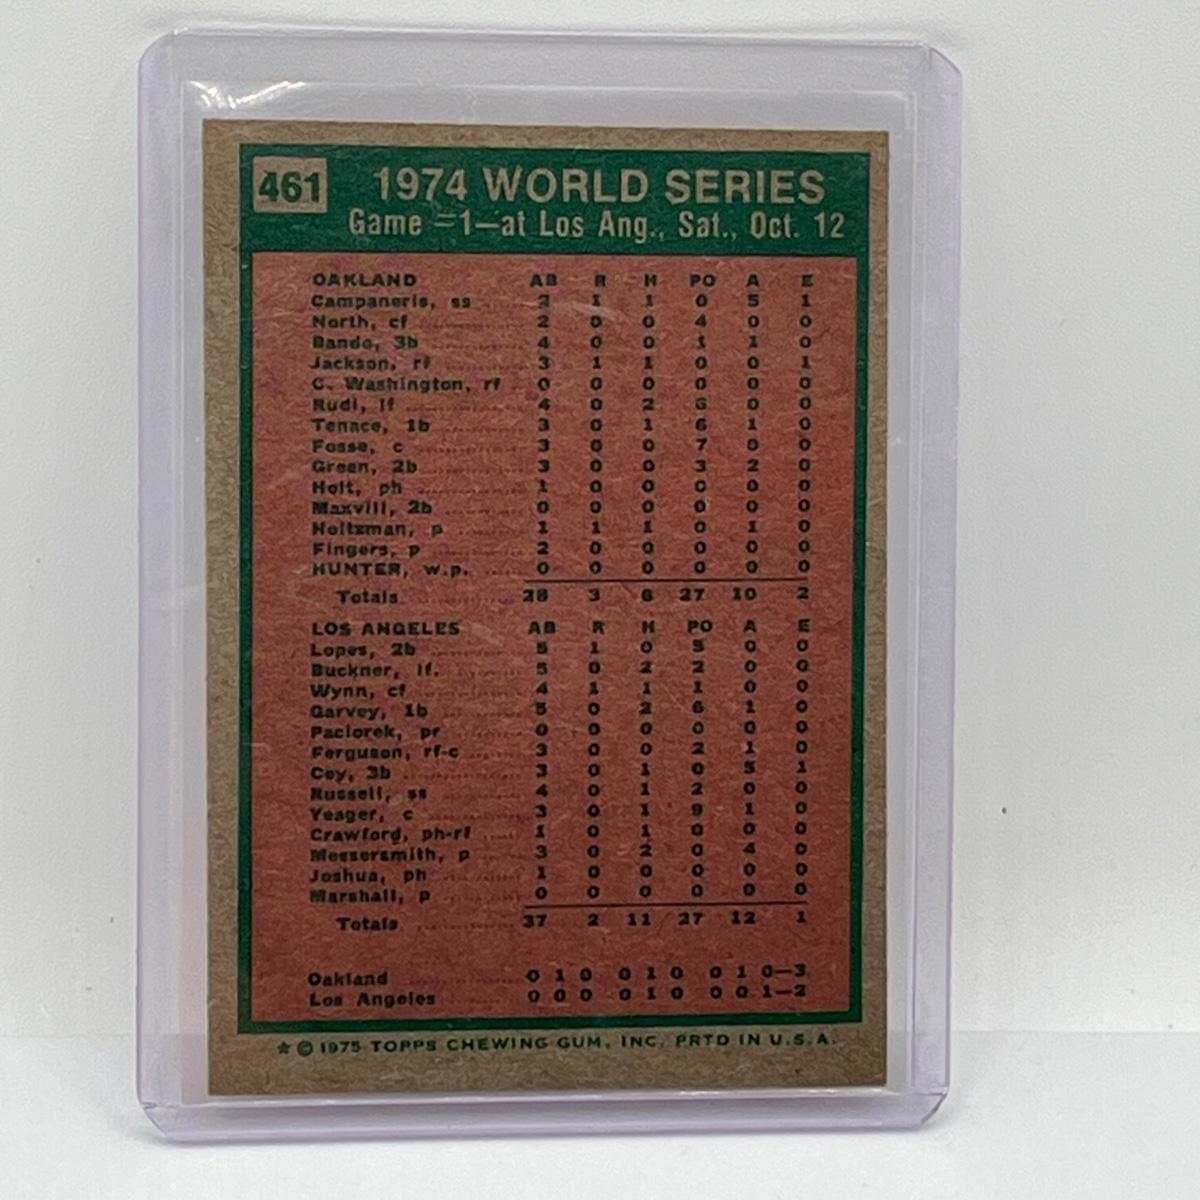 461 1974 WORLD SERIES
Game =1—at Los Ang., Sat., Oct. 12
OAKLAND AB R H PO A E
Campaneris, ss 2 1 1 0 5 1
North, cf 2 0 0 4 0 0
Bando, 3b 4 0 0 1 1 0
Jackson, rf 3 1 1 0 0 1
C. Washington, rf 0 0 0 0 0 0
Rudi, lf 4 0 2 6 0 0
Tenace, 1b 3 0 1 6 1 0
Fosse, c 3 0 0 7 0 0
Green, 2b 3 0 0 3 2 0
Holt, ph 1 0 0 0 0 0
Maxvill, 2b 0 0 0 0 0 0
Holtzman, p 1 1 1 0 1 0
Fingers, p 2 0 0 0 0 0
HUNTER, w.p. 0 0 0 0 0 0
Totals 28 3 6 27 10 2
LOS ANGELES AB R H PO A E
Lopes, 2b 5 1 0 5 0 0
Buckner, lf. 5 0 2 2 0 0
Wynn, cf 4 1 1 1 0 0
Garvey, 1b 5 0 2 6 1 0
Paciorek, pr 0 0 0 0 0 0
Ferguson, rf-c 3 0 0 2 1 0
Cey, 3b 3 0 1 0 5 1
Russell, ss 4 0 1 2 0 0
Yeager, c 3 0 1 9 1 0
Crawford, ph-rf 1 0 1 0 0 0
Messersmith, p 3 0 2 0 4 0
Joshua, ph 1 0 0 0 0 0
Marshall, p 0 0 0 0 0 0
Totals 37 2 11 27 12 1
Oakland 0 1 0 0 1 0 0 1 0—3
Los Angeles 0 0 0 0 1 0 0 0 1—2
★ © 1975 TOPPS CHEWING GUM, INC. PRTD IN U.S.A.